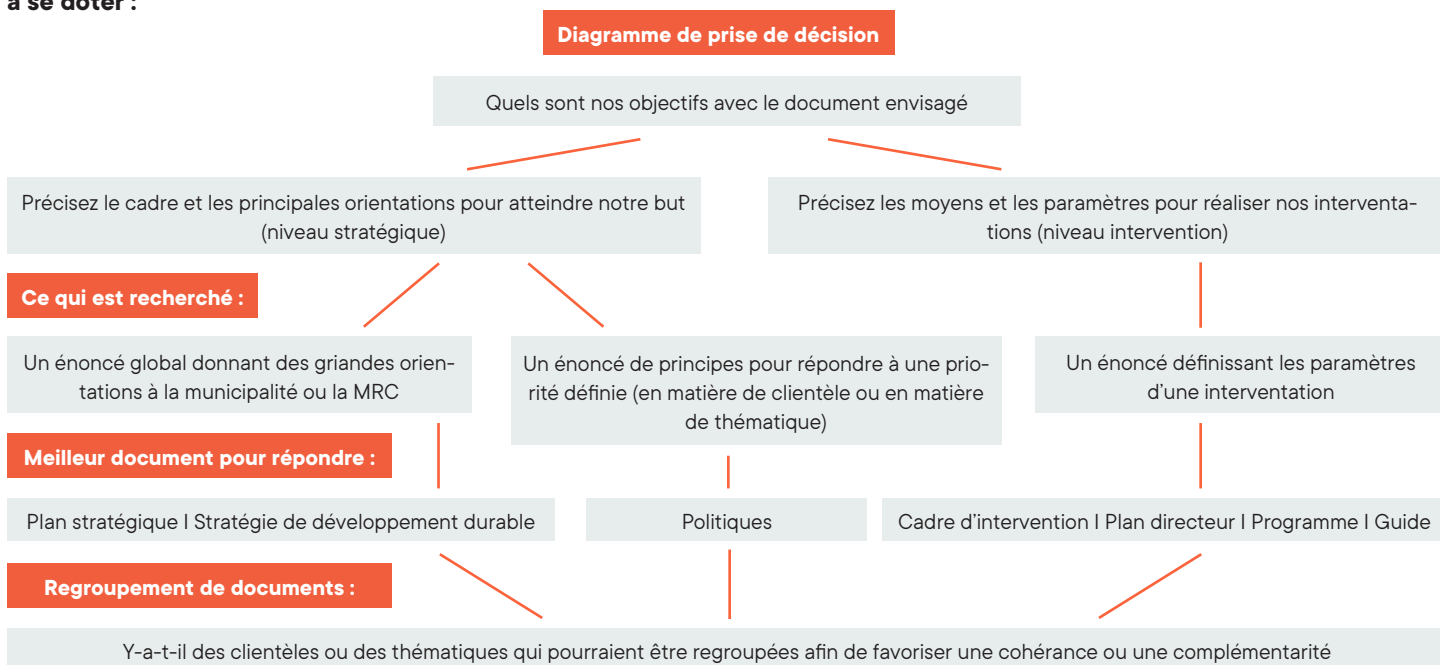 à se doter :
Diagramme de prise de décision
Quels sont nos objectifs avec le document envisagé
Précisez le cadre et les principales orientations pour atteindre notre but
(niveau stratégique)
Précisez les moyens et les paramètres pour réaliser nos interventa-
tions (niveau intervention)
Ce qui est recherché :
Un énoncé global donnant des griandes orien-
tations à la municipalité ou la MRC
Un énoncé de principes pour répondre à une prio-
rité définie (en matière de clientèle ou en matière
de thématique)
Un énoncé définissant les paramètres
d'une interventation
Meilleur document pour répondre :
Plan stratégique I Stratégie de développement durable
Politiques
Cadre d'intervention I Plan directeur I Programme I Guide
Regroupement de documents :
Y-a-t-il des clientèles ou des thématiques qui pourraient être regroupées afin de favoriser une cohérance ou une complémentarité